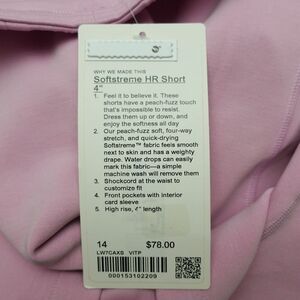 WHY WE MADE THIS
Softstreme HR Short
4"
1. Feel it to believe it. These
shorts have a peach-fuzz touch
that's impossible to resist.
Dress them up or down, and
enjoy the softness all day
2. Our peach-fuzz soft, four-way
stretch, and quick-drying
Softstreme™ fabric feels smooth
next to skin and has a weighty
drape. Water drops can easily
mark this fabric—a simple
machine wash will remove them
3. Shockcord at the waist to
customize fit
4. Front pockets with interior
card sleeve
5. High rise, 4" length
14 $78.00
LW7CAXS VITP
000153102209